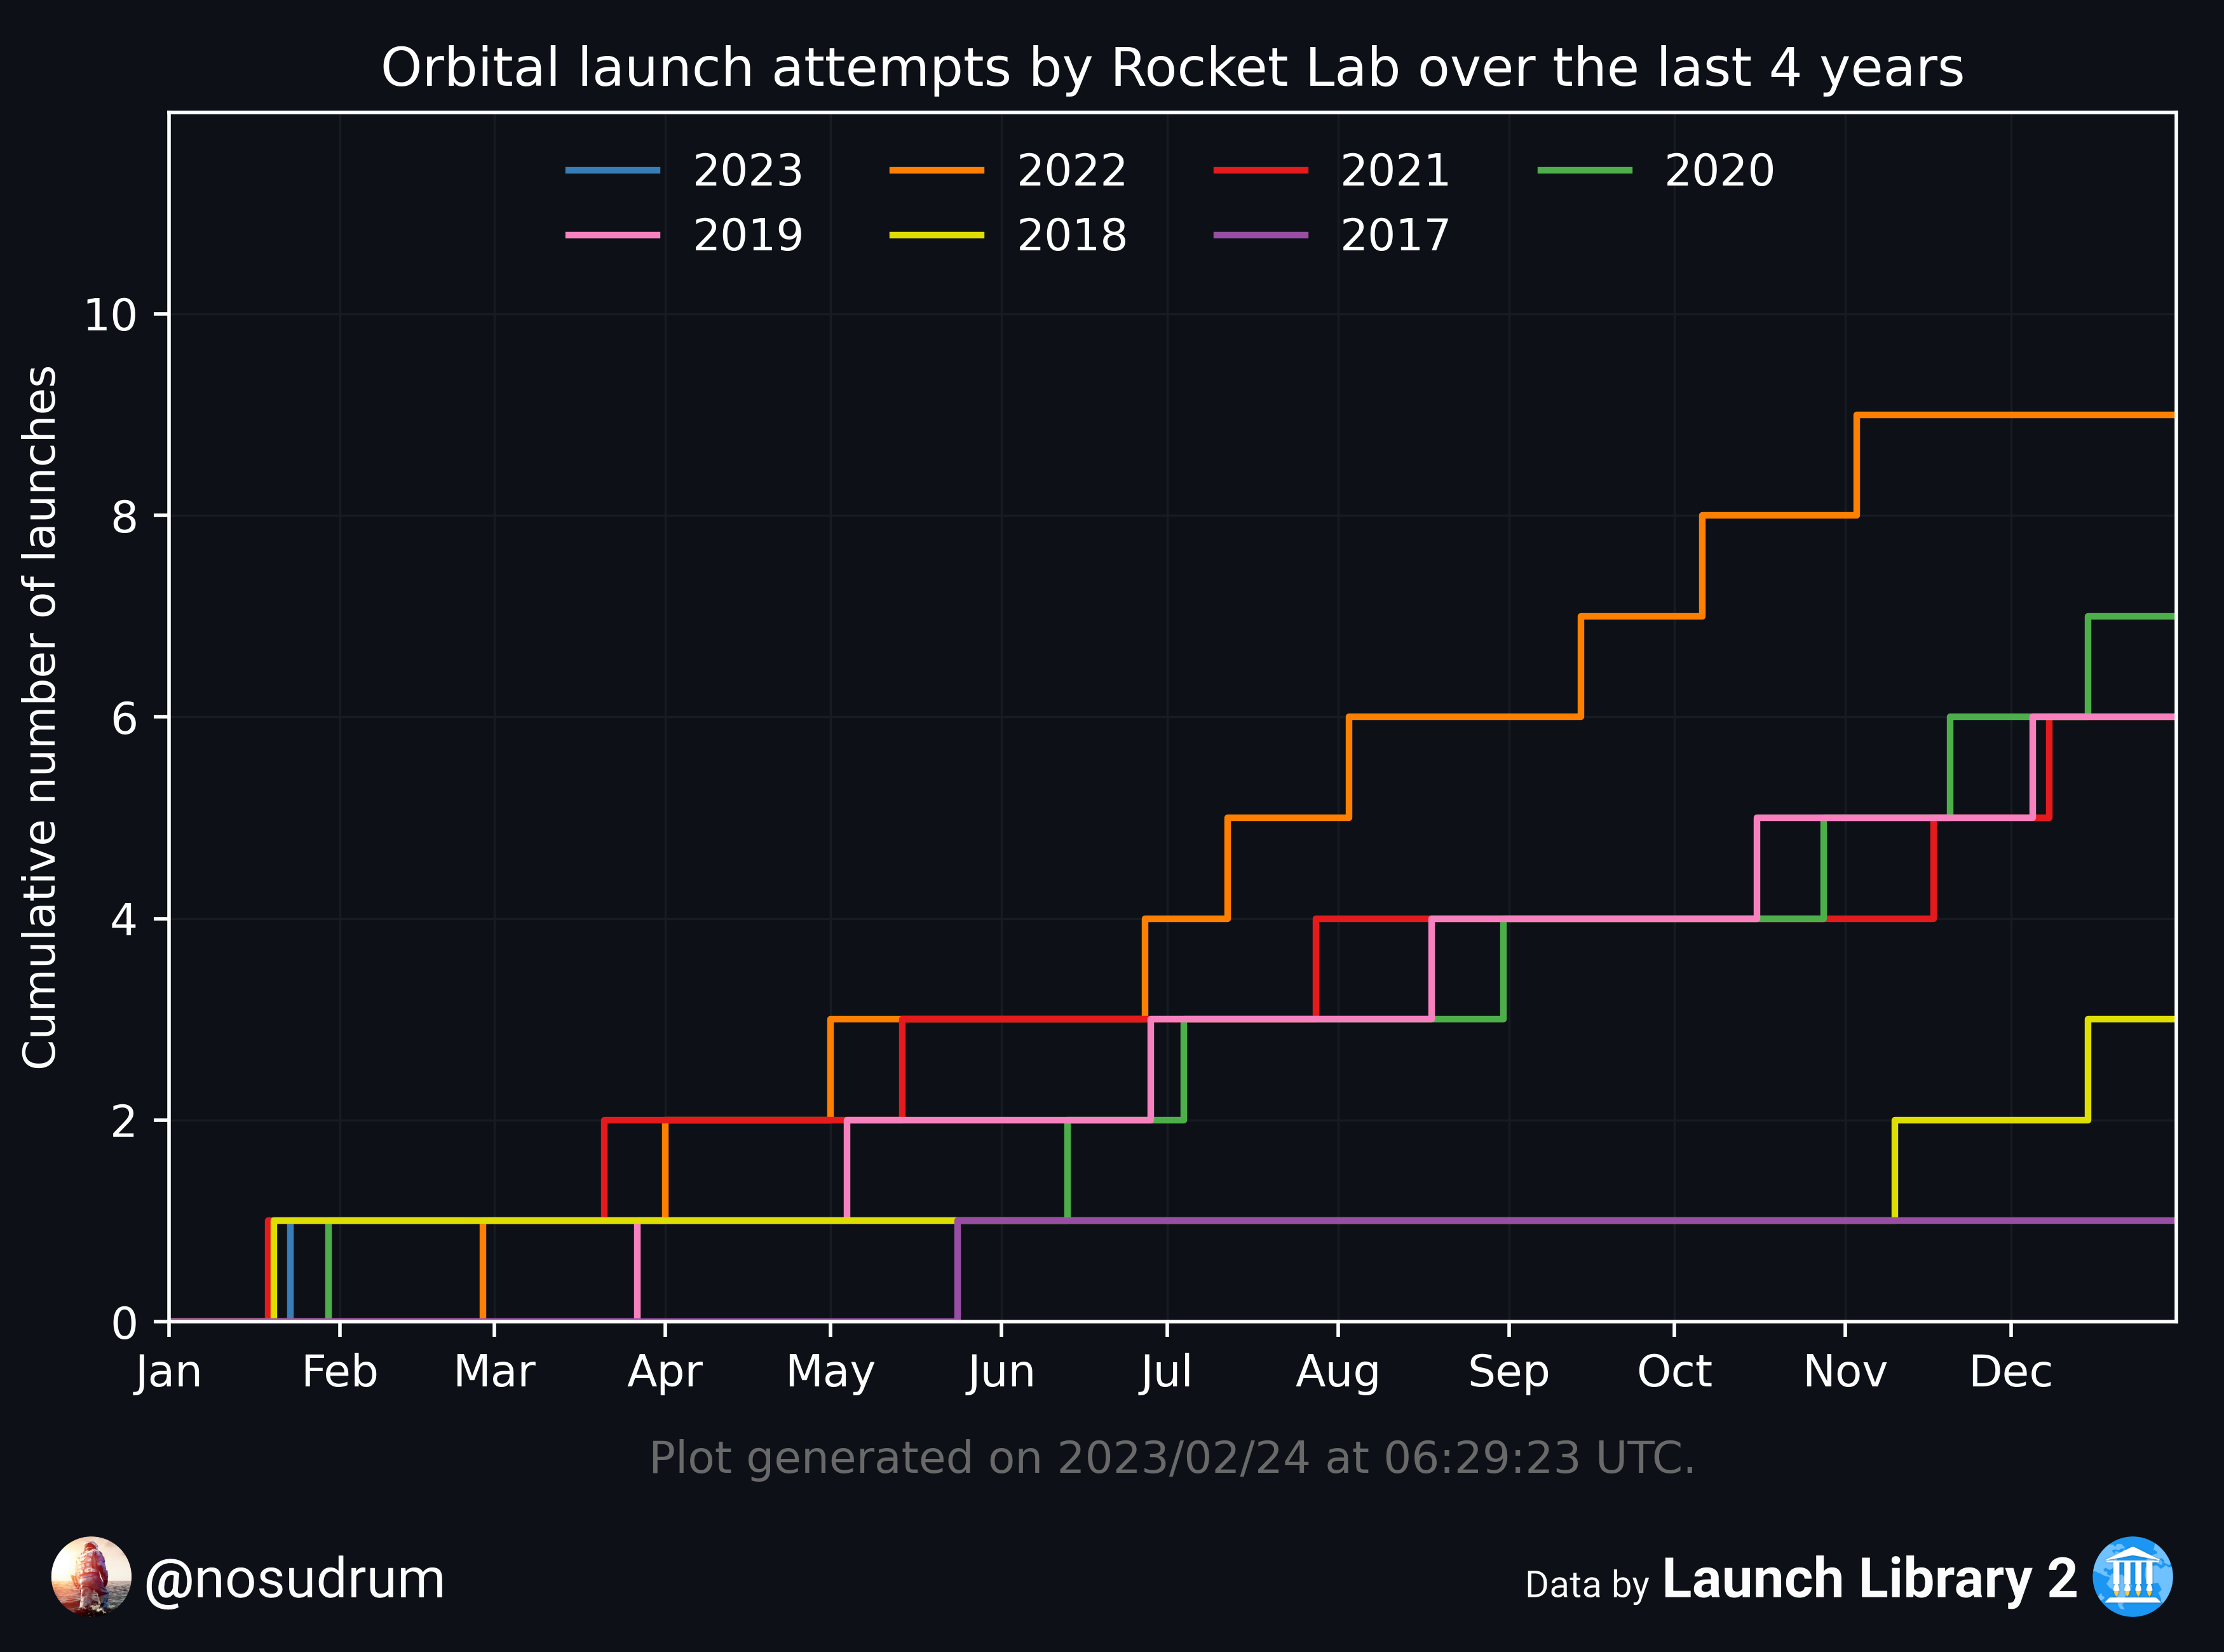 Orbital launch attempts by Rocket Lab over the last 4 years
2023 2022 2021 2020
2019 2018 2017
Cumulative number of launches
10
8
6
4
2
0
Jan Feb Mar Apr May Jun Jul Aug Sep Oct Nov Dec
Plot generated on 2023/02/24 at 06:29:23 UTC.
@nosudrum
Data by Launch Library 2